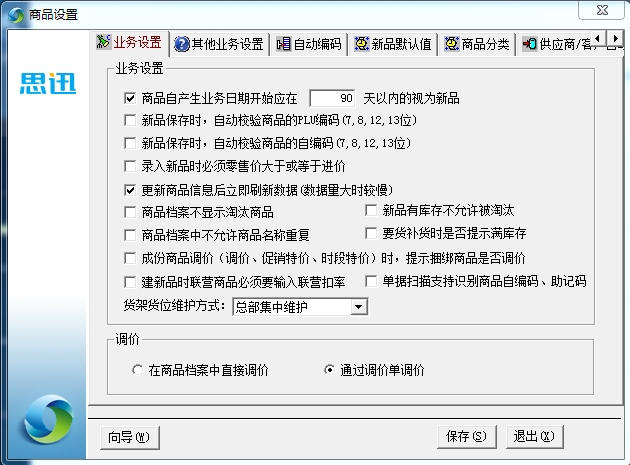 商品设置
业务设置 其他业务设置 自动编码 新品默认值 商品分类 供应商/客
思迅
业务设置
商品自产生业务日期开始应在 90 天以内的视为新品
新品保存时，自动校验商品的PLU编码(7,8,12,13位)
新品保存时，自动校验商品的自编码(7,8,12,13位)
录入新品时必须零售价大于或等于进价
更新商品信息后立即刷新数据(数据量大时较慢)
商品档案不显示淘汰商品 新品有库存不允许被淘汰
商品档案中不允许商品名称重复 要货补货时是否提示满库存
成份商品调价（调价、促销特价、时段特价）时，提示捆绑商品是否调价
建新品时联营商品必须要输入联营扣率 单据扫描支持识别商品自编码、助记码
货架货位维护方式： 总部集中维护
调价
在商品档案中直接调价 通过调价单调价
向导(W) 保存(S) 退出(X)